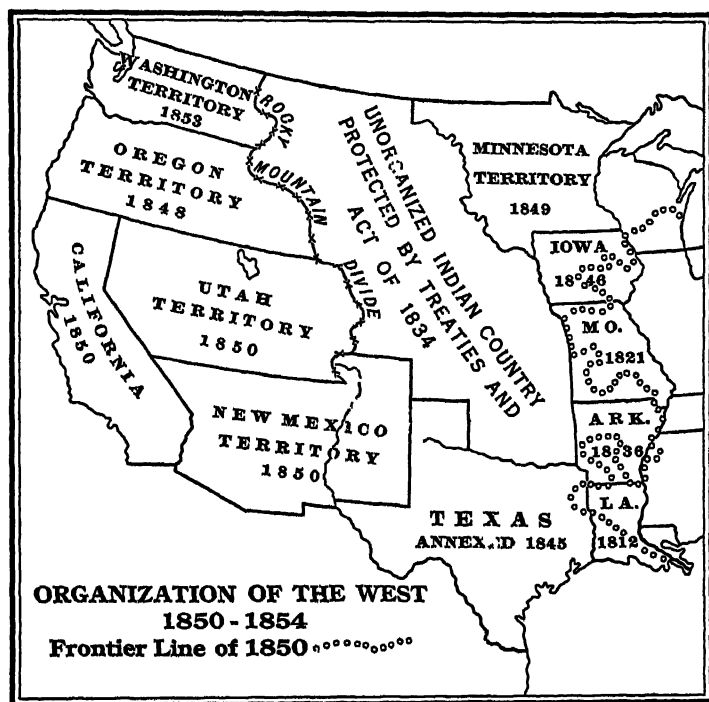 WASHINGTON
TERRITORY
1853
ROCKY
MOUNTAIN
DIVIDE
OREGON
TERRITORY
1848
CALIFORNIA
1850
UTAH
TERRITORY
1850
NEW MEXICO
TERRITORY
1850
UNORGANIZED INDIAN COUNTRY
PROTECTED BY TREATIES AND
ACT OF 1834
MINNESOTA
TERRITORY
1849
IOWA
1846
MO.
1821
ARK.
1836
LA.
1812
TEXAS
ANNEXED 1845
ORGANIZATION OF THE WEST
1850-1854
Frontier Line of 1850